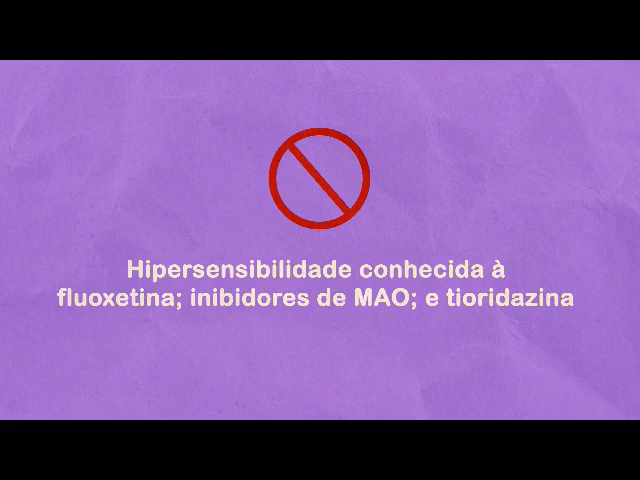 Hipersensibilidade conhecida à
fluoxetina; inibidores de MAO; e tioridazina